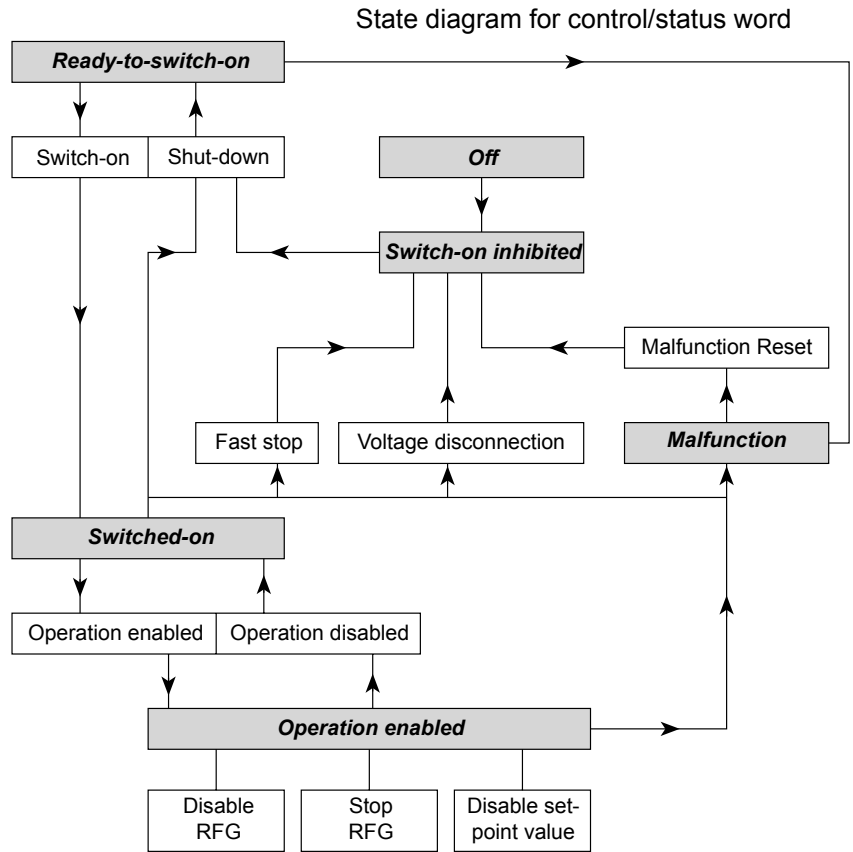 State diagram for control/status word
Ready-to-switch-on
Switch-on
Shut-down
Off
Switch-on inhibited
Malfunction Reset
Fast stop
Voltage disconnection
Malfunction
Switched-on
Operation enabled
Operation disabled
Operation enabled
Disable
RFG
Stop
RFG
Disable set-
point value